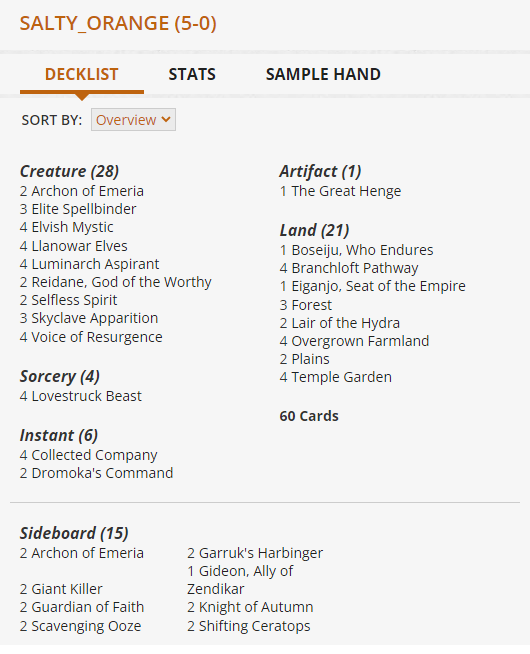 SALTY_ORANGE (5-0)
DECKLIST STATS SAMPLE HAND
SORT BY: Overview
Creature (28)
2 Archon of Emeria
3 Elite Spellbinder
4 Elvish Mystic
4 Llanowar Elves
4 Luminarch Aspirant
2 Reidane, God of the Worthy
2 Selfless Spirit
3 Skyclave Apparition
4 Voice of Resurgence
Sorcery (4)
4 Lovestruck Beast
Instant (6)
4 Collected Company
2 Dromoka's Command
Artifact (1)
1 The Great Henge
Land (21)
1 Boseiju, Who Endures
4 Branchloft Pathway
1 Eiganjo, Seat of the Empire
3 Forest
2 Lair of the Hydra
4 Overgrown Farmland
2 Plains
4 Temple Garden
60 Cards
Sideboard (15)
2 Archon of Emeria
2 Giant Killer
2 Guardian of Faith
2 Scavenging Ooze
2 Garruk's Harbinger
1 Gideon, Ally of
Zendikar
2 Knight of Autumn
2 Shifting Ceratops